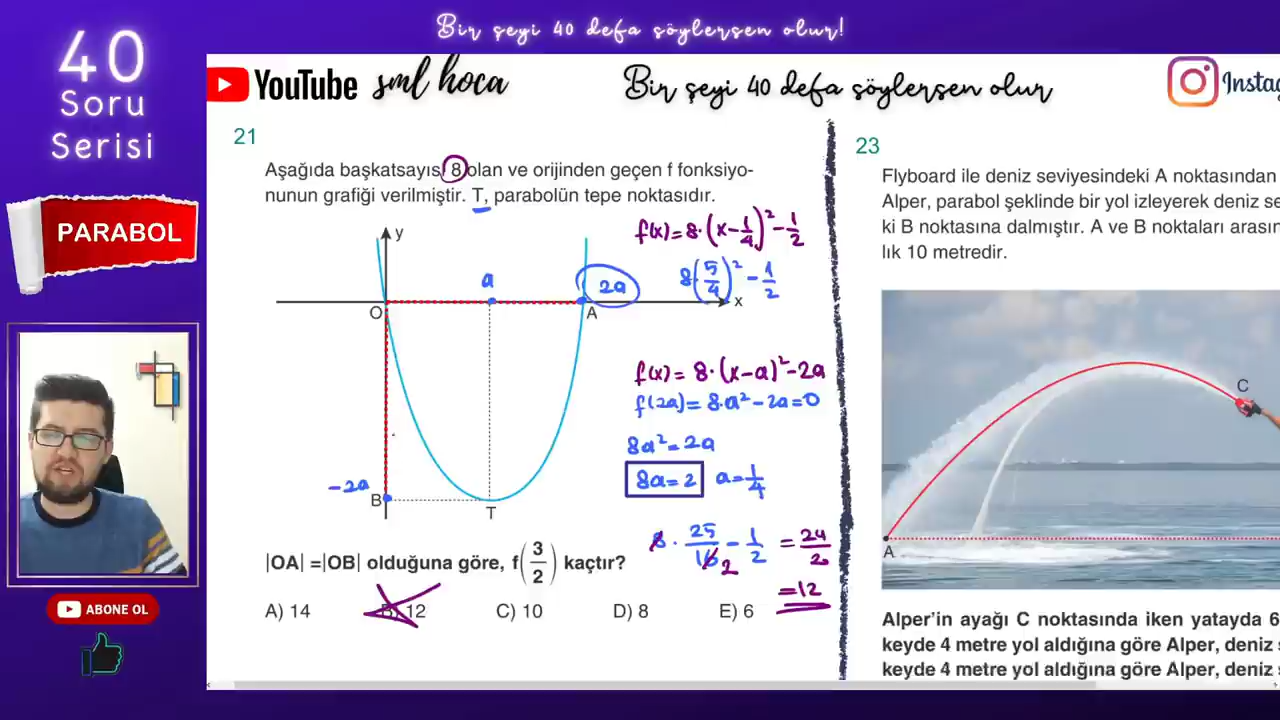 Bir şeyi 40 defa söylersen olur!
40
Soru
Serisi
PARABOL
ABONE OL
YouTube sml hoca
Bir şeyi 40 defa söylersen olur
Instag
21
Aşağıda başkatsayısı 8 olan ve orijinden geçen f fonksiyo-
nunun grafiği verilmiştir. T, parabolün tepe noktasıdır.
f(x)=8·(x-1/4)²-1/2
8(5/4)²-1/2
y
a
2a
O
A
x
f(x)=8·(x-a)²-2a
f(2a)=8·a²-2a=0
8a²=2a
8a=2 a=1/4
-2a
B
T
8·25/16-1/2=24/2
2
=12
|OA| =|OB| olduğuna göre, f(3/2) kaçtır?
A) 14 B) 12 C) 10 D) 8 E) 6
23
Flyboard ile deniz seviyesindeki A noktasından
Alper, parabol şeklinde bir yol izleyerek deniz se
ki B noktasına dalmıştır. A ve B noktaları arasın
lık 10 metredir.
C
A
Alper'in ayağı C noktasında iken yatayda 6
keyde 4 metre yol aldığına göre Alper, deniz s
keyde 4 metre yol aldığına göre Alper, deniz s